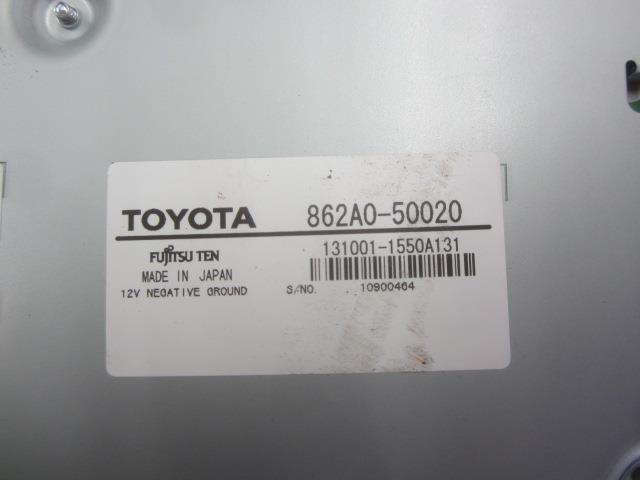 TOYOTA 862A0-50020
FUJITSU TEN 131001-1550A131
MADE IN JAPAN
12V NEGATIVE GROUND S/NO. 10900464